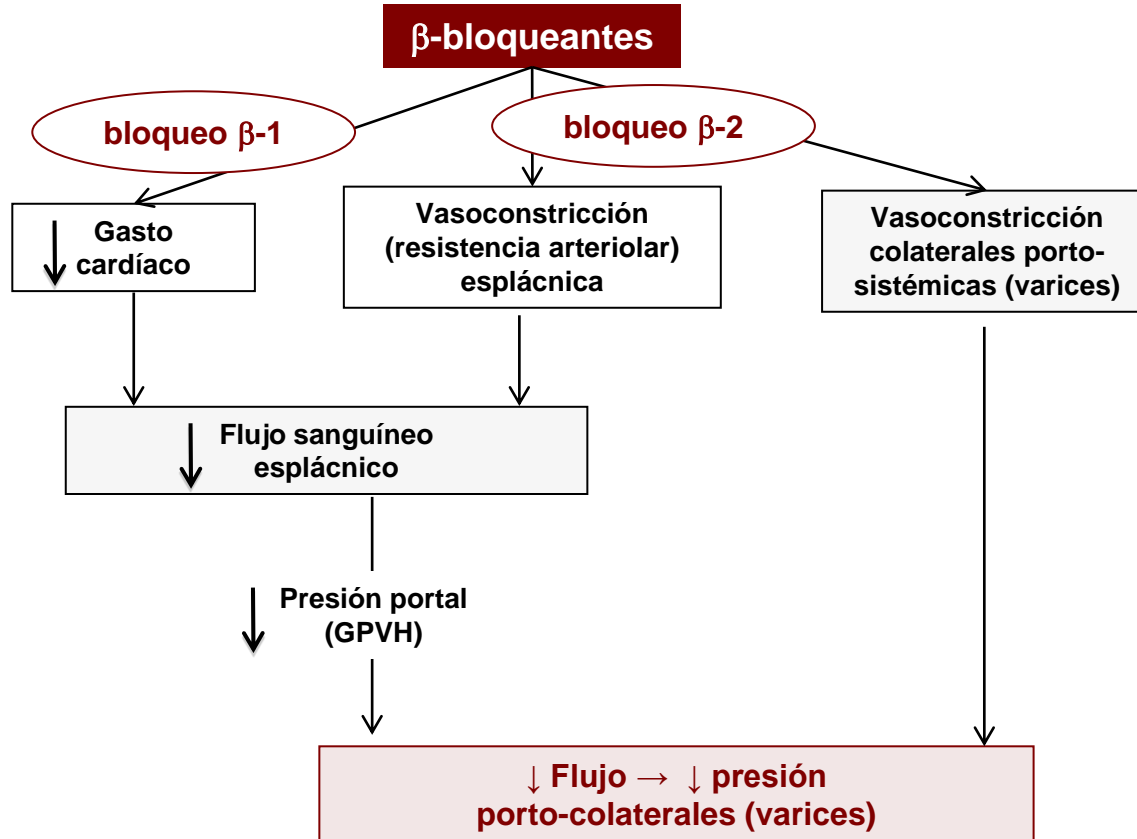 β-bloqueantes
bloqueo β-1
bloqueo β-2
↓ Gasto
cardíaco
Vasoconstricción
(resistencia arteriolar)
esplácnica
Vasoconstricción
colaterales porto-
sistémicas (varices)
↓ Flujo sanguíneo
esplácnico
↓ Presión portal
(GPVH)
↓ Flujo → ↓ presión
porto-colaterales (varices)